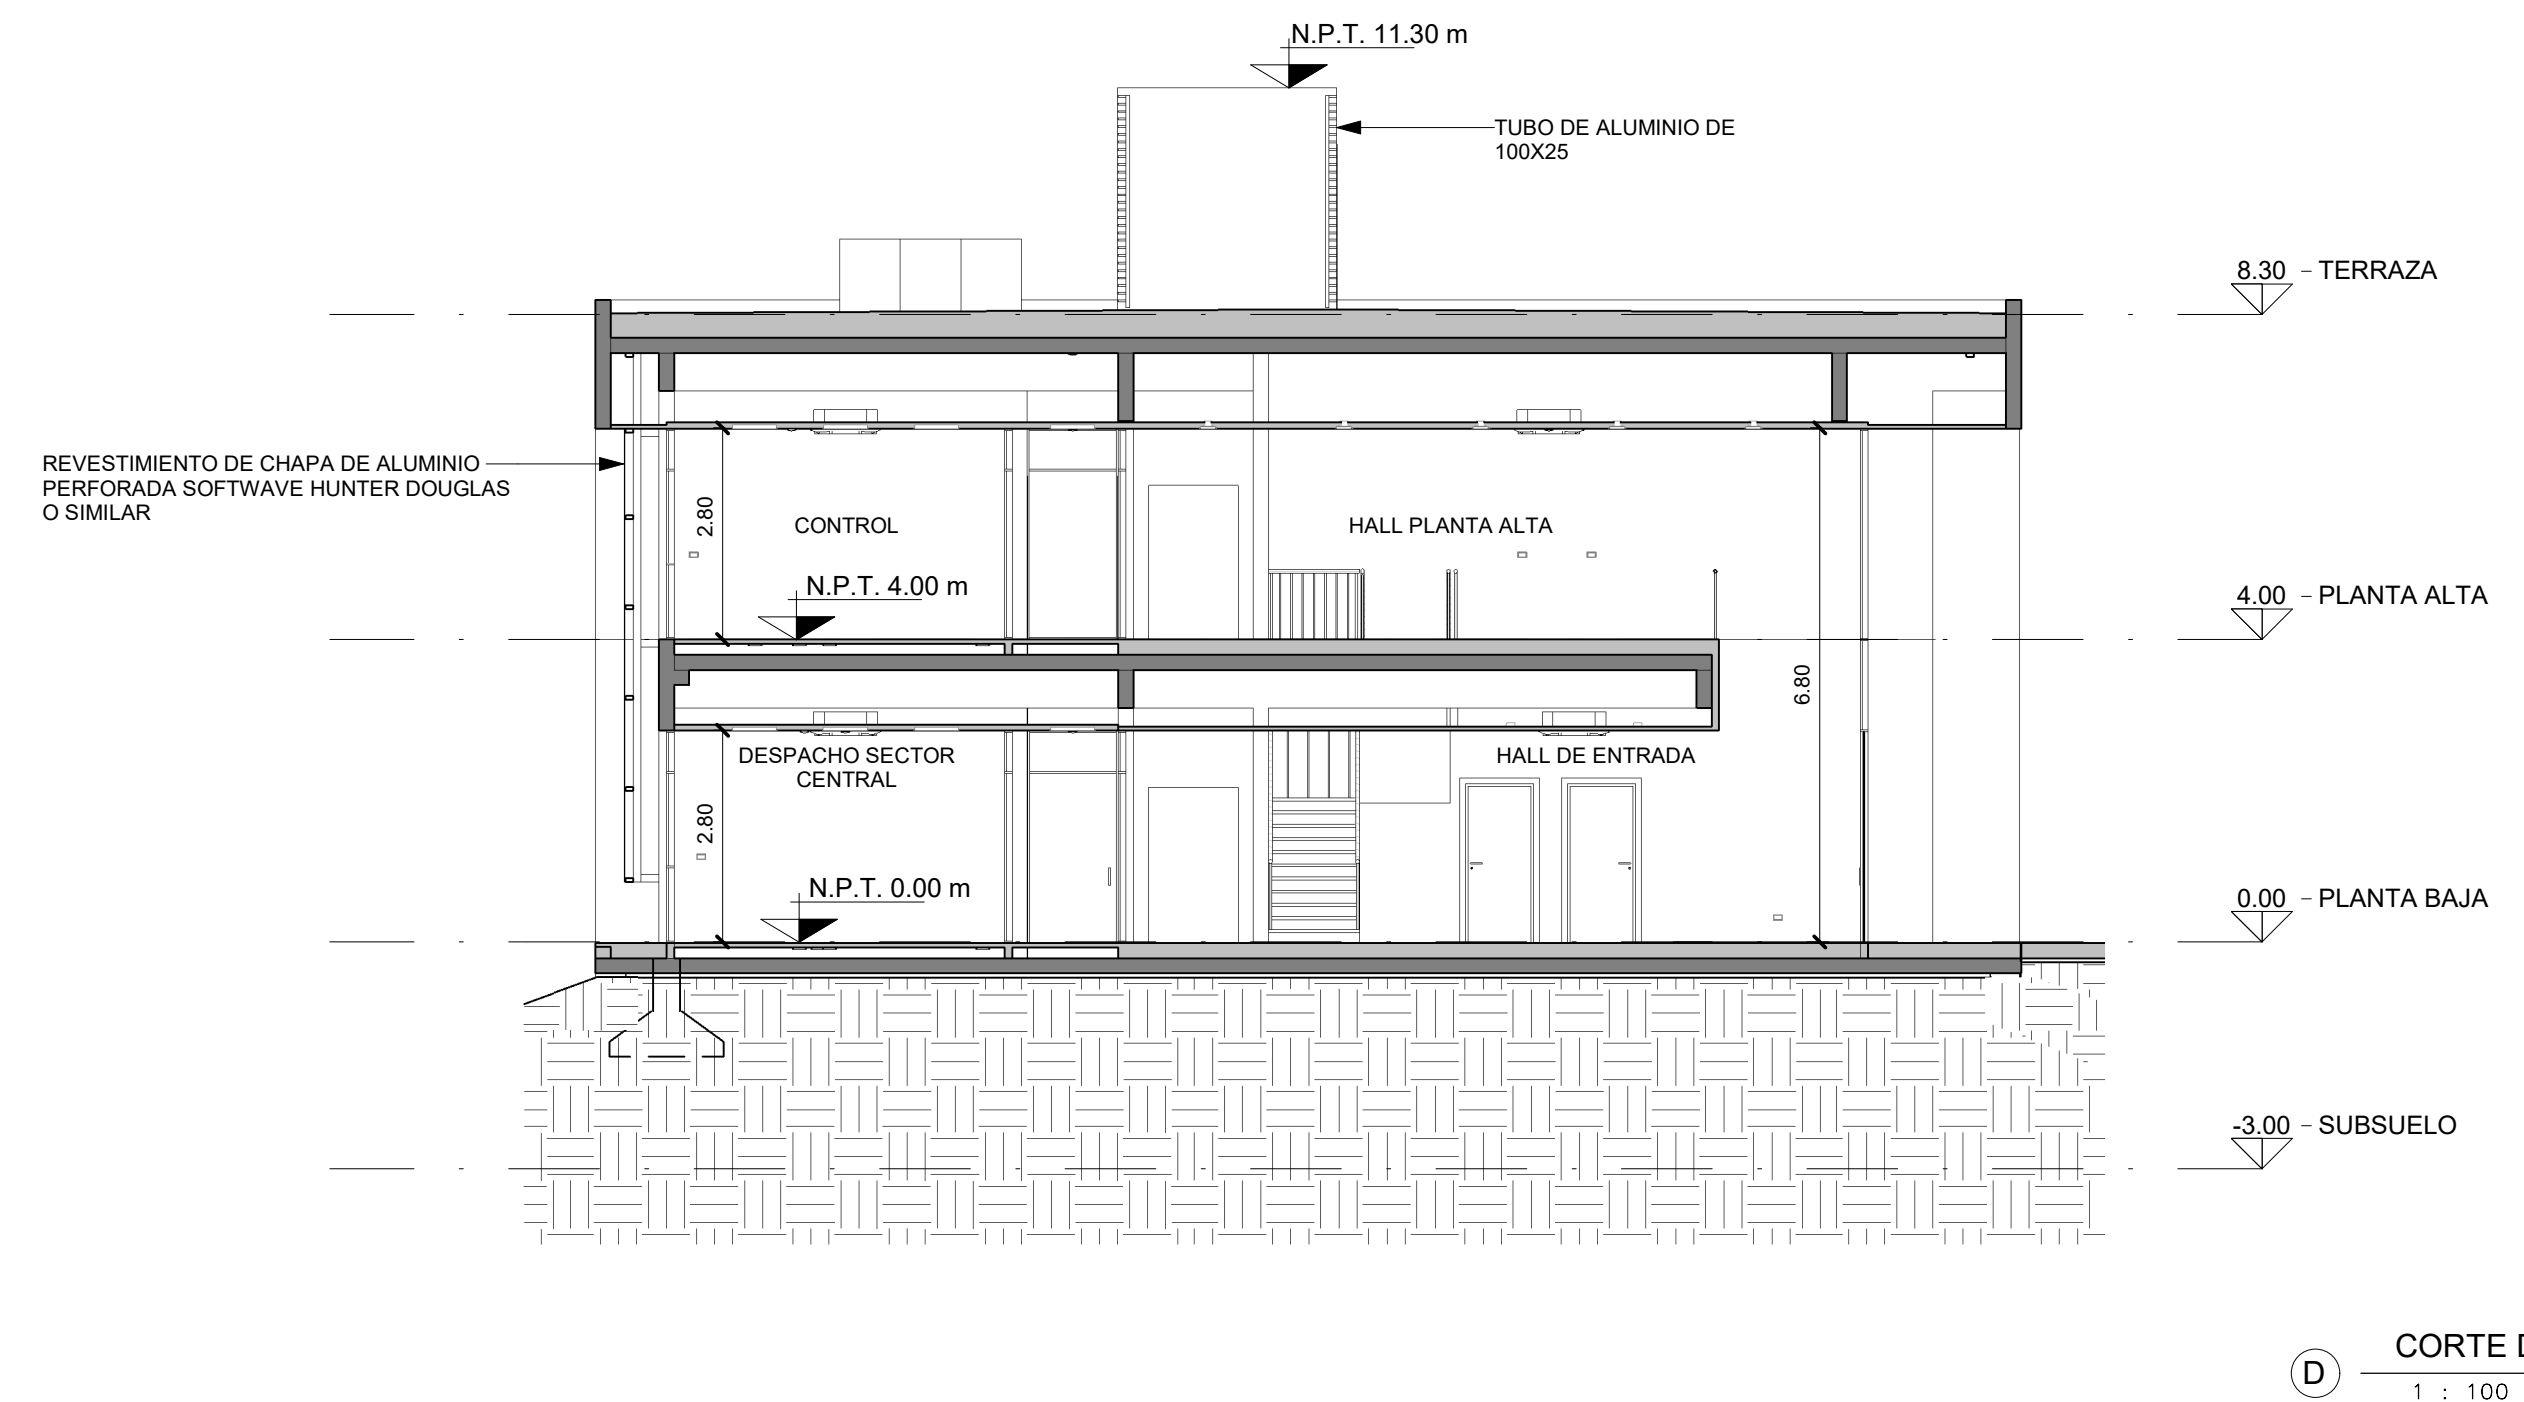 N.P.T. 11.30 m
TUBO DE ALUMINIO DE
100X25
8.30 - TERRAZA
REVESTIMIENTO DE CHAPA DE ALUMINIO
PERFORADA SOFTWAVE HUNTER DOUGLAS
O SIMILAR
2.80
CONTROL
HALL PLANTA ALTA
N.P.T. 4.00 m
4.00 - PLANTA ALTA
6.80
DESPACHO SECTOR
CENTRAL
HALL DE ENTRADA
2.80
N.P.T. 0.00 m
0.00 - PLANTA BAJA
-3.00 - SUBSUELO
D
CORTE D
1 : 100